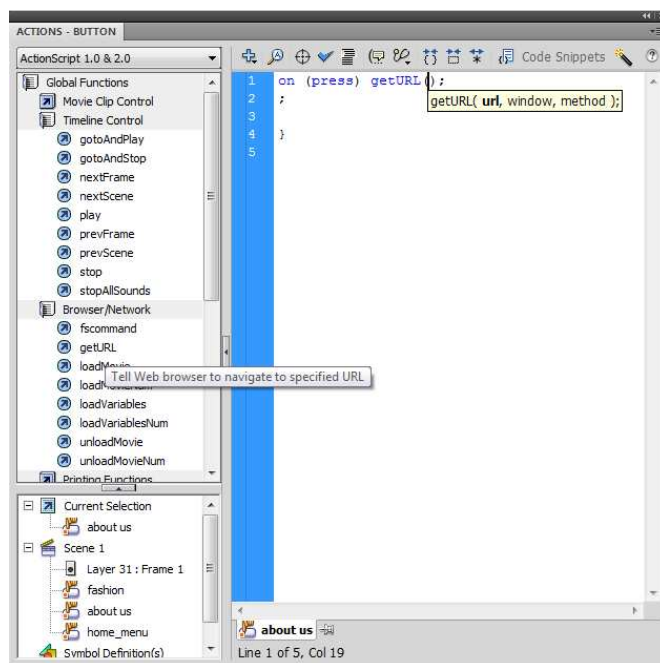 ACTIONS - BUTTON
ActionScript 1.0 & 2.0
Code Snippets
Global Functions
Movie Clip Control
Timeline Control
gotoAndPlay
gotoAndStop
nextFrame
nextScene
play
prevFrame
prevScene
stop
stopAllSounds
Browser/Network
fscommand
getURL
Tell Web browser to navigate to specified URL
loadVariables
loadVariablesNum
unloadMovie
unloadMovieNum
Printing Functions
1 on (press) getURL();
getURL( url, window, method );
2 ;
3
4 }
5
Current Selection
about us
Scene 1
Layer 31 : Frame 1
fashion
about us
home_menu
Symbol Definition(s)
about us
Line 1 of 5, Col 19